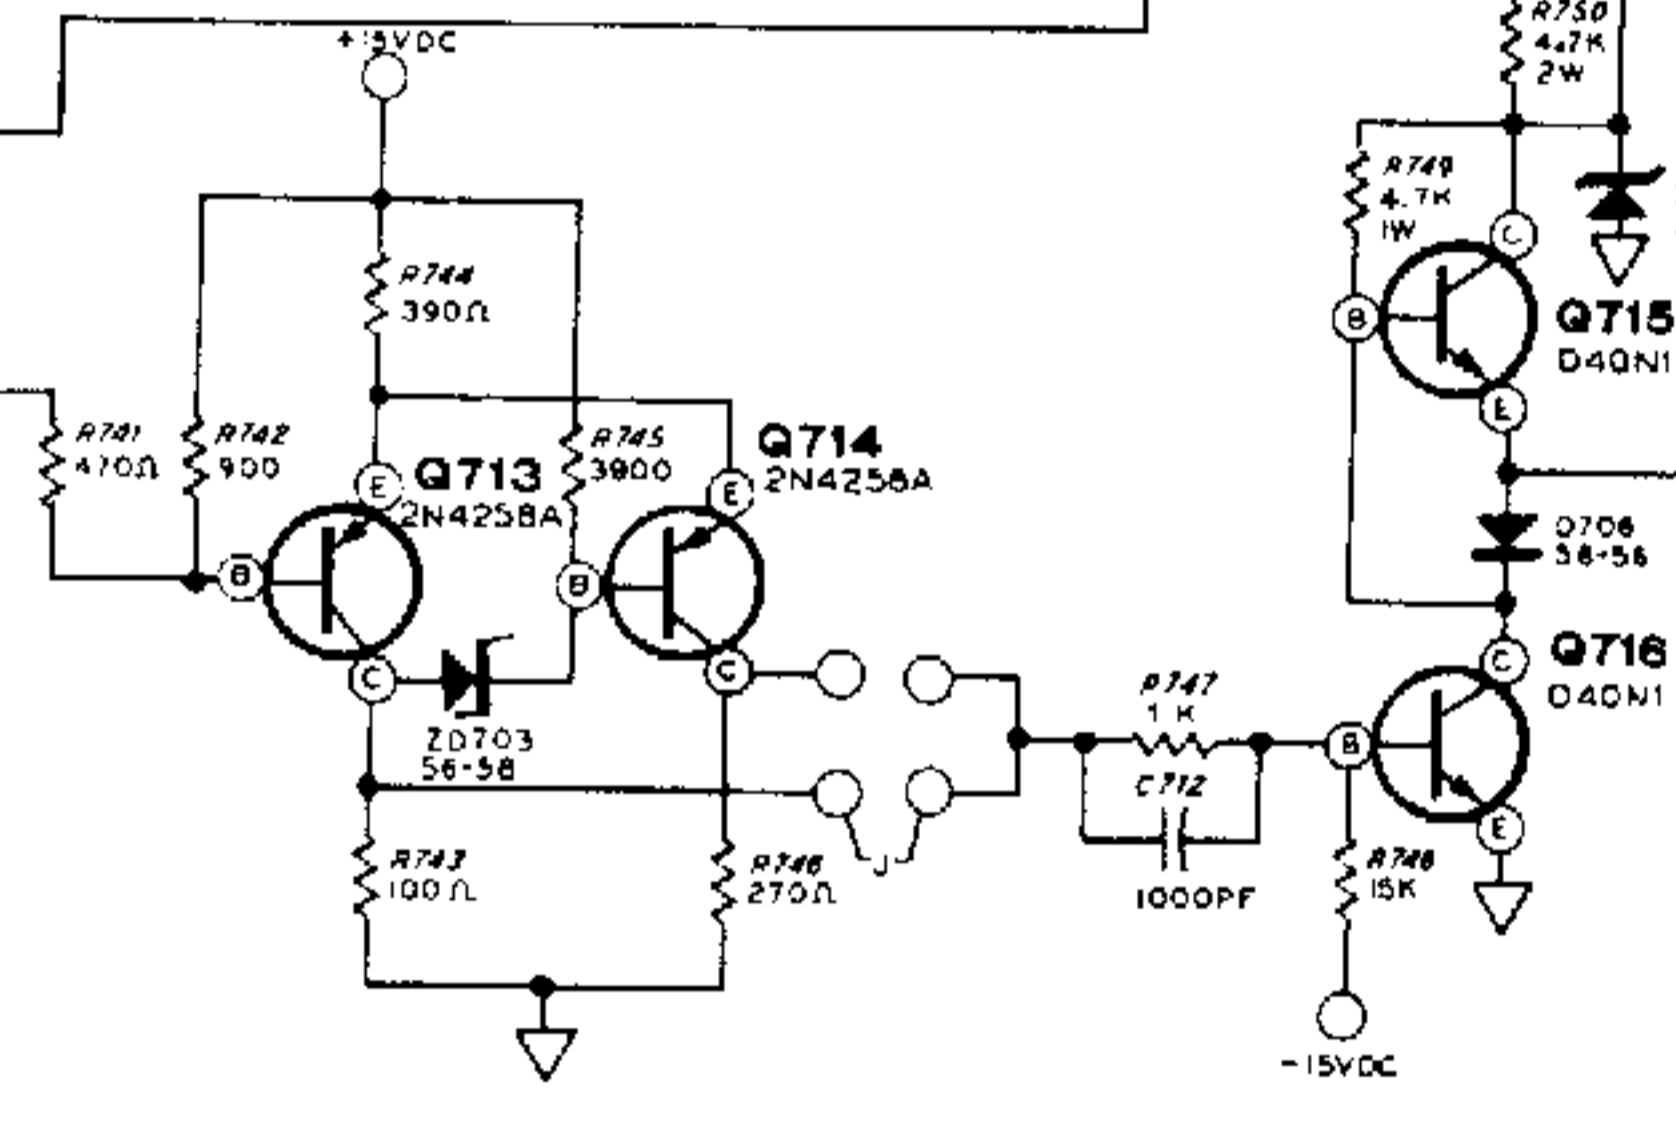 +15VDC
R750
4.7K
2W
R749
4.7K
1W
C
R744
390Ω
B
Q715
D40N1
E
R741
470Ω
R742
900
R745
3900
Q714
2N4258A
E
Q713
2N4258A
E
D706
56-56
B
B
Q716
D40N1
C
C
C
ZD703
56-58
R747
1K
B
C712
1000PF
J
E
R743
100Ω
R746
270Ω
R748
15K
-15VDC